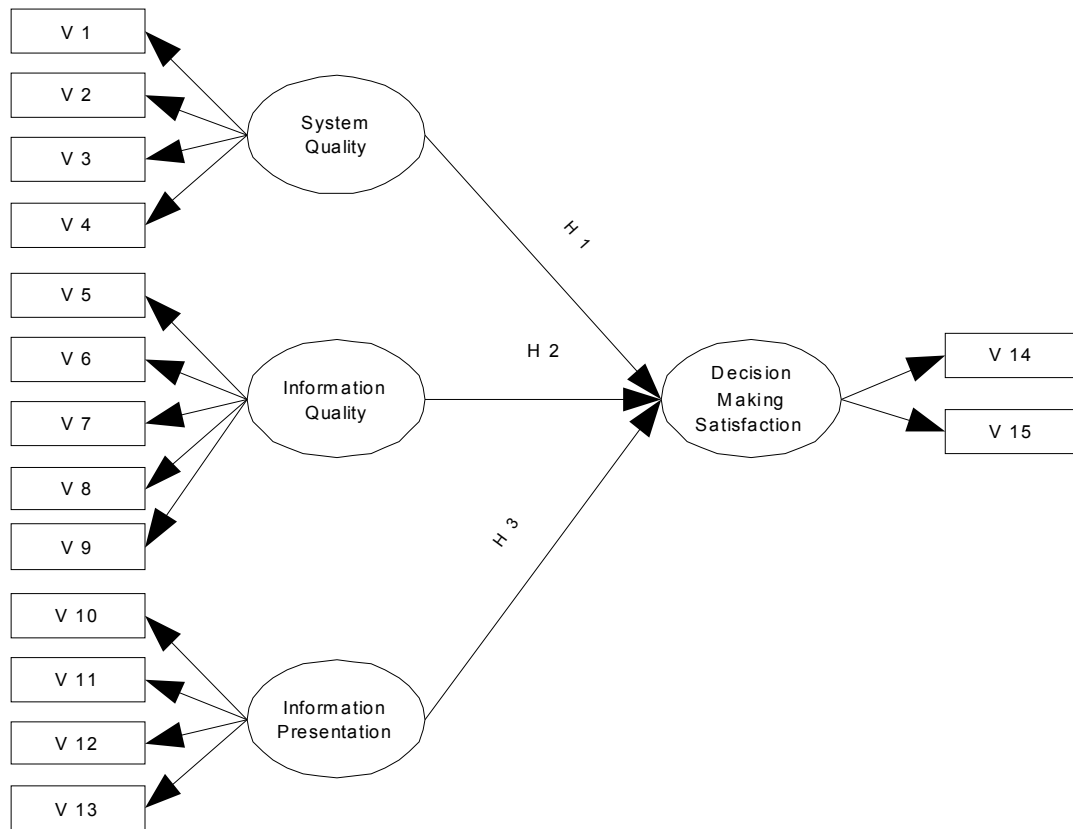 V 1
V 2
V 3
V 4
V 5
V 6
V 7
V 8
V 9
V 10
V 11
V 12
V 13
System
Quality
Information
Quality
Information
Presentation
H 1
H 2
H 3
Decision
Making
Satisfaction
V 14
V 15